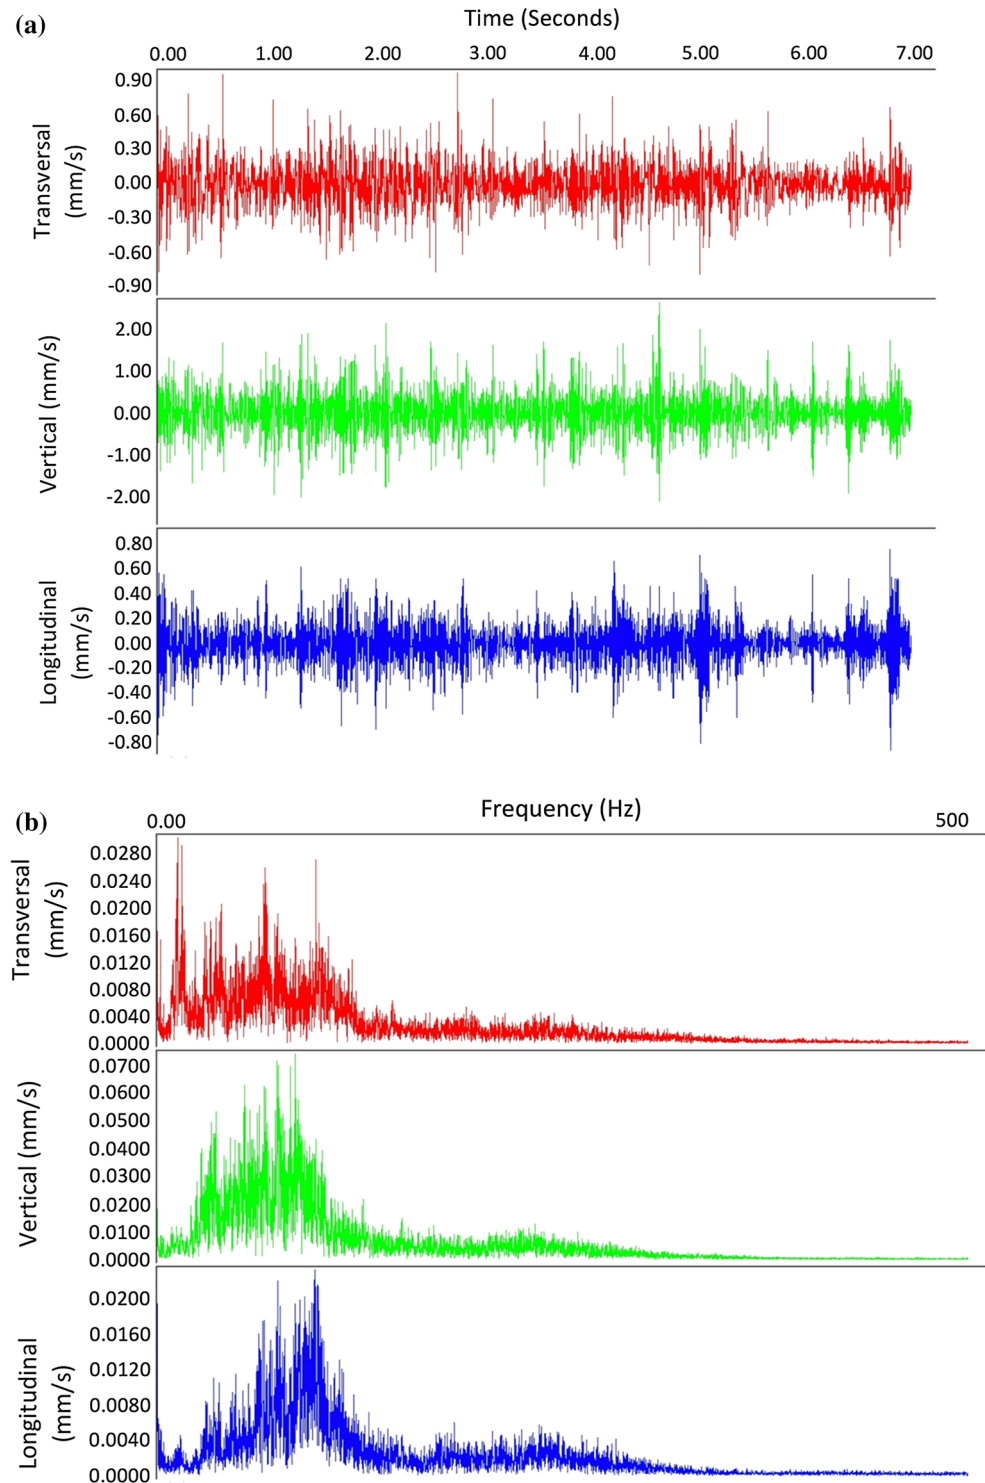 (a)
Time (Seconds)
0.00 1.00 2.00 3.00 4.00 5.00 6.00 7.00
Transversal
(mm/s)
0.90
0.60
0.30
0.00
-0.30
-0.60
-0.90
Vertical (mm/s)
2.00
1.00
0.00
-1.00
-2.00
Longitudinal
(mm/s)
0.80
0.60
0.40
0.20
0.00
-0.20
-0.40
-0.60
-0.80
(b)
Frequency (Hz)
0.00 500
Transversal
(mm/s)
0.0280
0.0240
0.0200
0.0160
0.0120
0.0080
0.0040
0.0000
Vertical (mm/s)
0.0700
0.0600
0.0500
0.0400
0.0300
0.0200
0.0100
0.0000
Longitudinal
(mm/s)
0.0200
0.0160
0.0120
0.0080
0.0040
0.0000